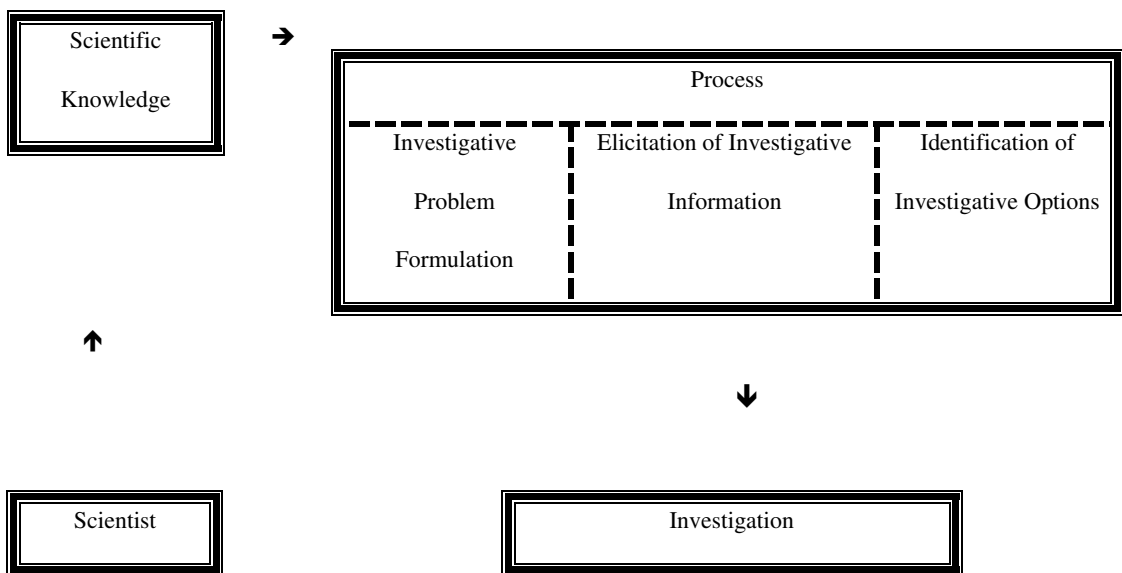 Scientific
Knowledge
Process
Investigative
Problem
Formulation
Elicitation of Investigative
Information
Identification of
Investigative Options
Scientist
Investigation